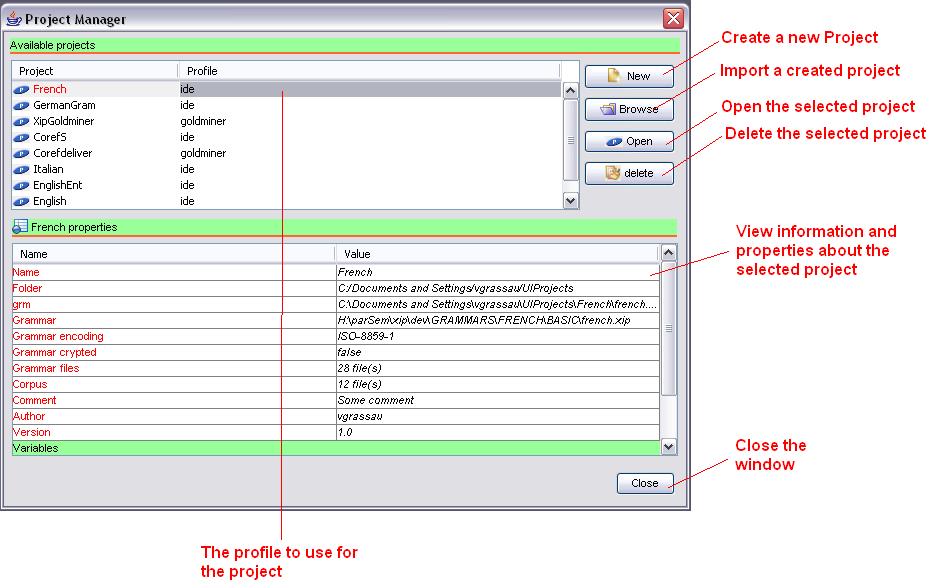 Project Manager
Available projects
Project Profile
French ide
GermanGram ide
XipGoldminer goldminer
CorefS ide
Corefdeliver goldminer
Italian ide
EnglishEnt ide
English ide
New
Browse
Open
delete
Create a new Project
Import a created project
Open the selected project
Delete the selected project
French properties
Name Value
Name French
Folder C:/Documents and Settings/vgrassau/UIProjects
grm C:\Documents and Settings\vgrassau\UIProjects\French\french....
Grammar H:\parSem\xip\dev\GRAMMARS\FRENCH\BASIC\french.xip
Grammar encoding ISO-8859-1
Grammar crypted false
Grammar files 28 file(s)
Corpus 12 file(s)
Comment Some comment
Author vgrassau
Version 1.0
Variables
View information and
properties about the
selected project
Close
Close the
window
The profile to use for
the project